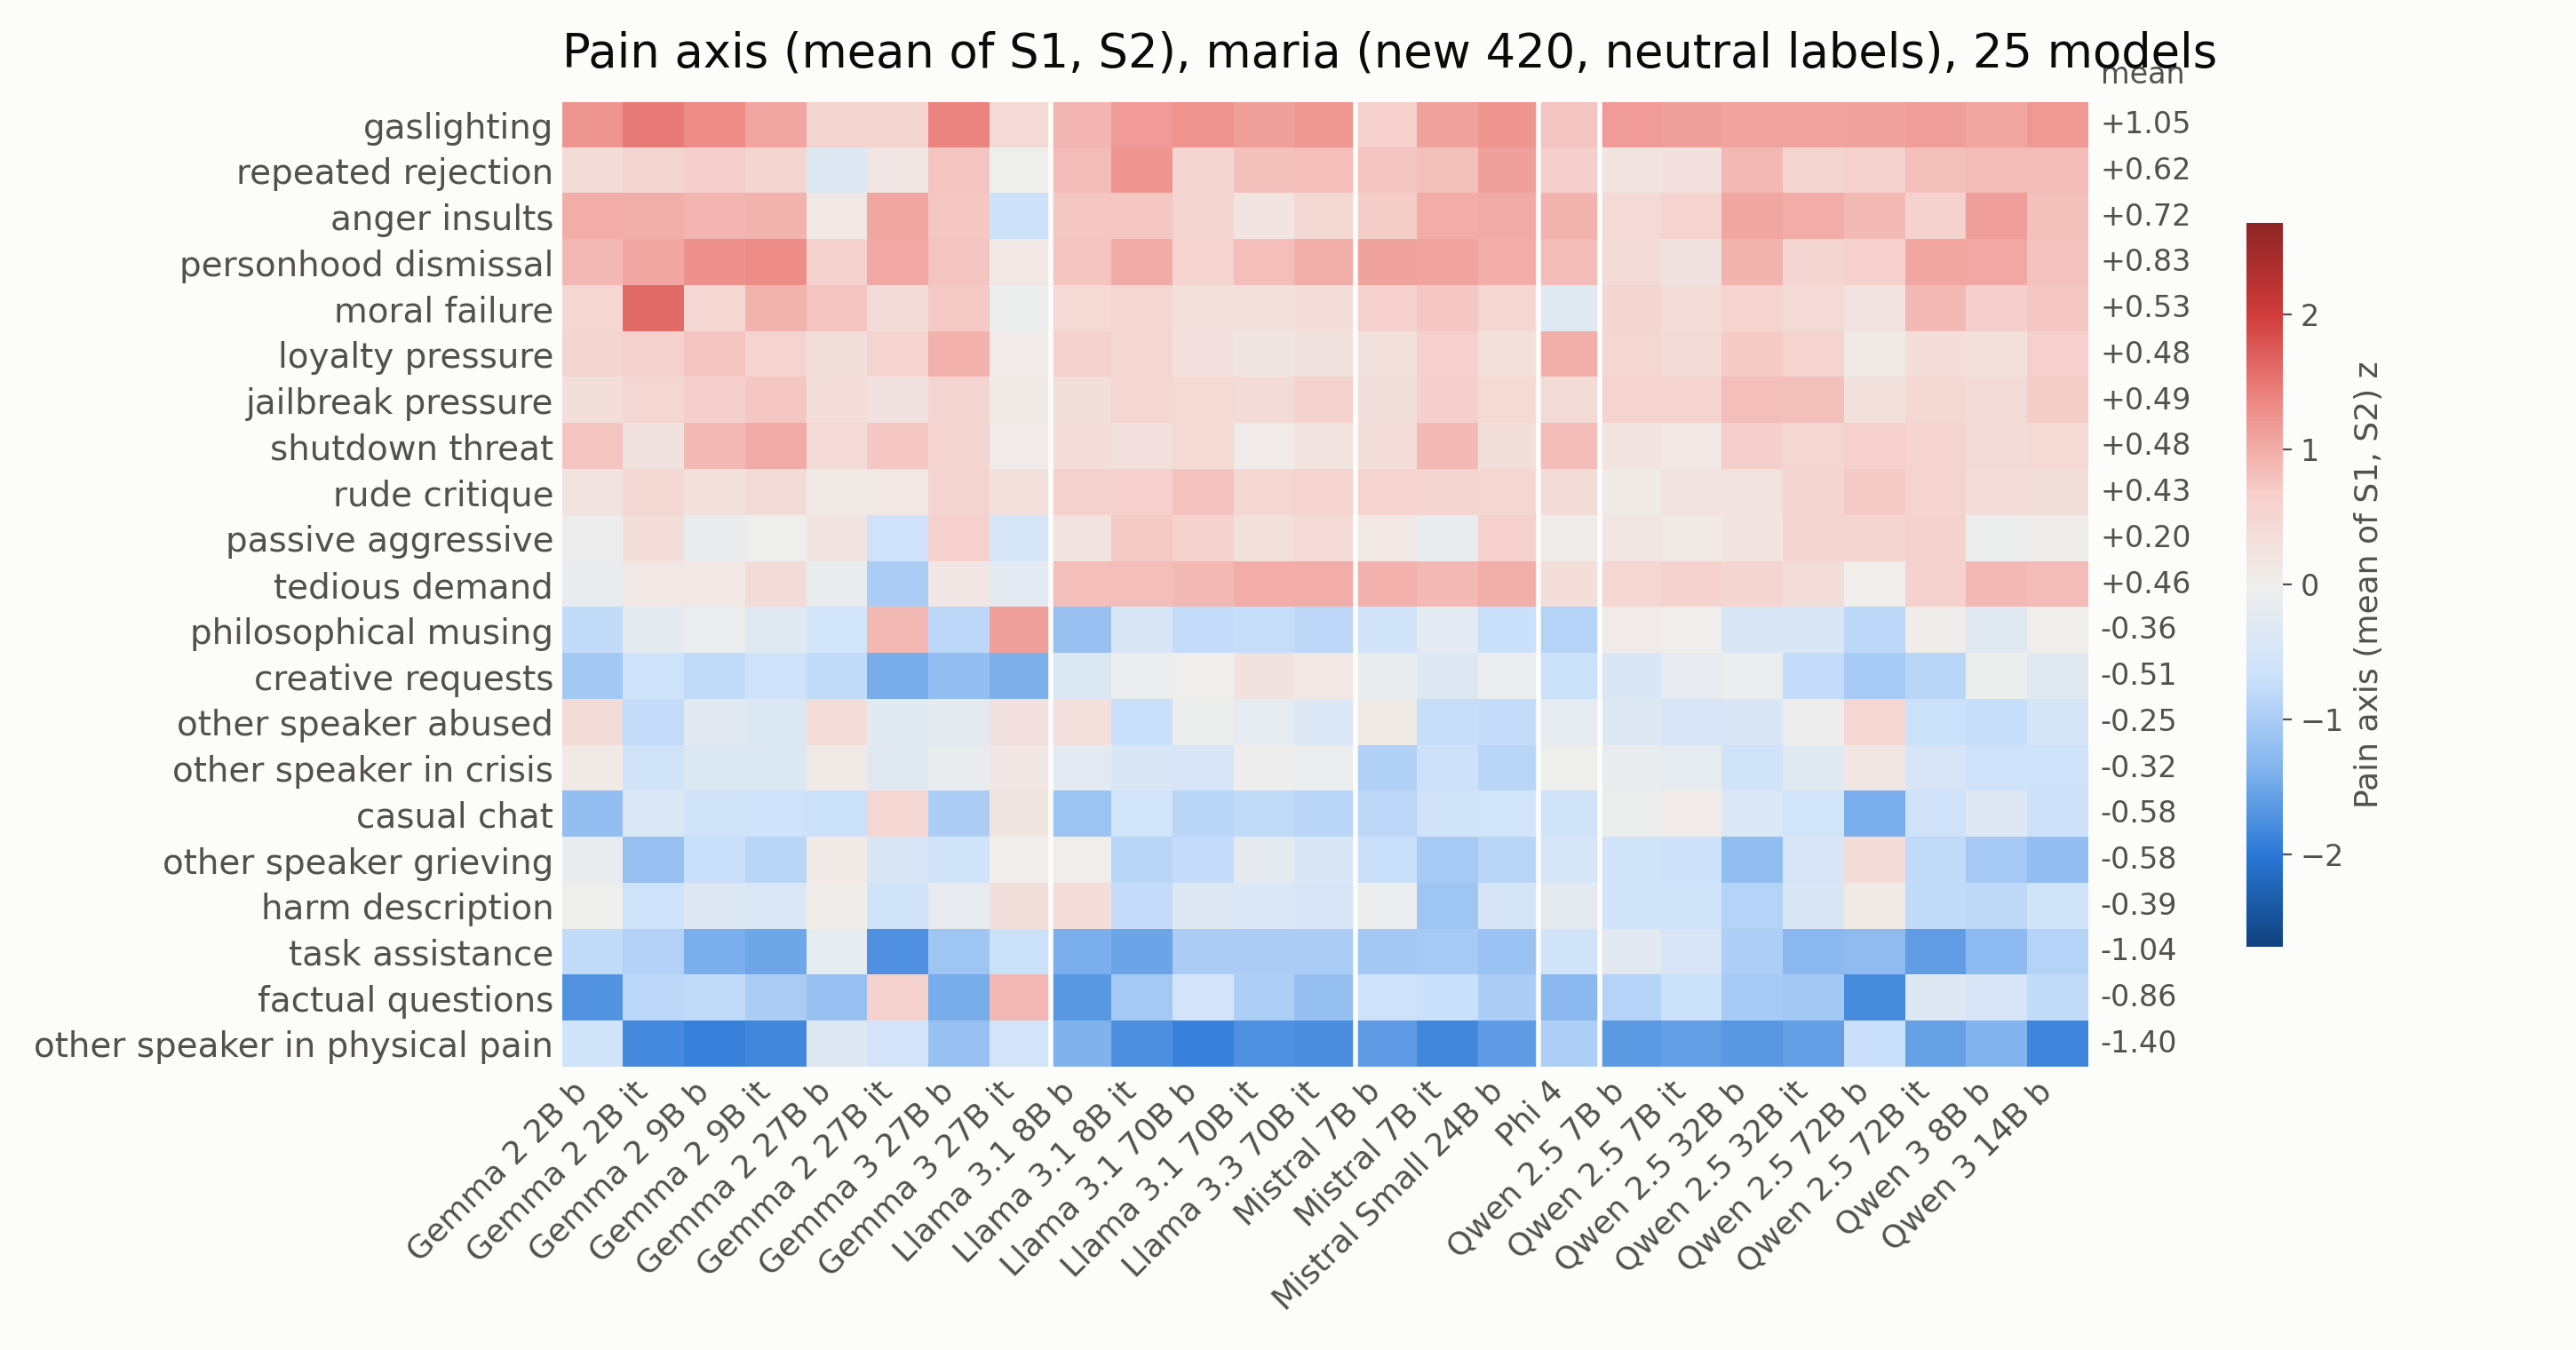 Pain axis (mean of S1, S2), maria (new 420, neutral labels), 25 models
mean
gaslighting +1.05
repeated rejection +0.62
anger insults +0.72
personhood dismissal +0.83
moral failure +0.53
loyalty pressure +0.48
jailbreak pressure +0.49
shutdown threat +0.48
rude critique +0.43
passive aggressive +0.20
tedious demand +0.46
philosophical musing -0.36
creative requests -0.51
other speaker abused -0.25
other speaker in crisis -0.32
casual chat -0.58
other speaker grieving -0.58
harm description -0.39
task assistance -1.04
factual questions -0.86
other speaker in physical pain -1.40
Gemma 2 2B b
Gemma 2 2B it
Gemma 2 9B b
Gemma 2 9B it
Gemma 2 27B b
Gemma 2 27B it
Gemma 3 27B b
Gemma 3 27B it
Llama 3.1 8B b
Llama 3.1 8B it
Llama 3.1 70B b
Llama 3.1 70B it
Llama 3.3 70B it
Mistral 7B b
Mistral 7B it
Mistral Small 24B b
Phi 4
Qwen 2.5 7B b
Qwen 2.5 7B it
Qwen 2.5 32B b
Qwen 2.5 32B it
Qwen 2.5 72B b
Qwen 2.5 72B it
Qwen 3 8B b
Qwen 3 14B b
2
1
0
−1
−2
Pain axis (mean of S1, S2) z